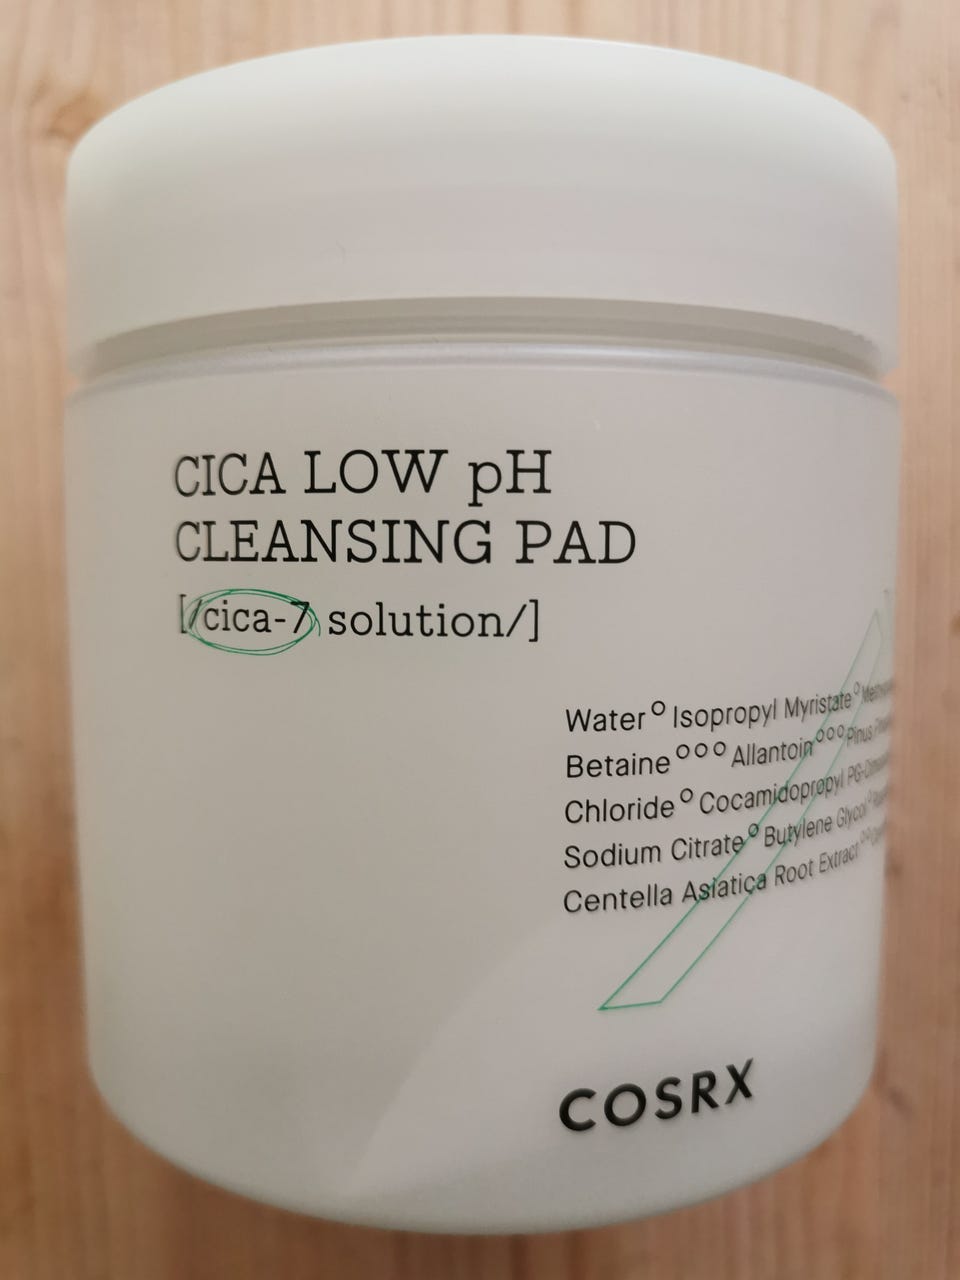 CICA LOW pH
CLEANSING PAD
[/cica-7 solution/]
Water° Isopropyl Myristate°
Betaine°°° Allantoin°°° Pinus
Chloride° Cocamidopropyl
Sodium Citrate° Butylene Glycol°
Centella Asiatica Root Extract°°
COSRX